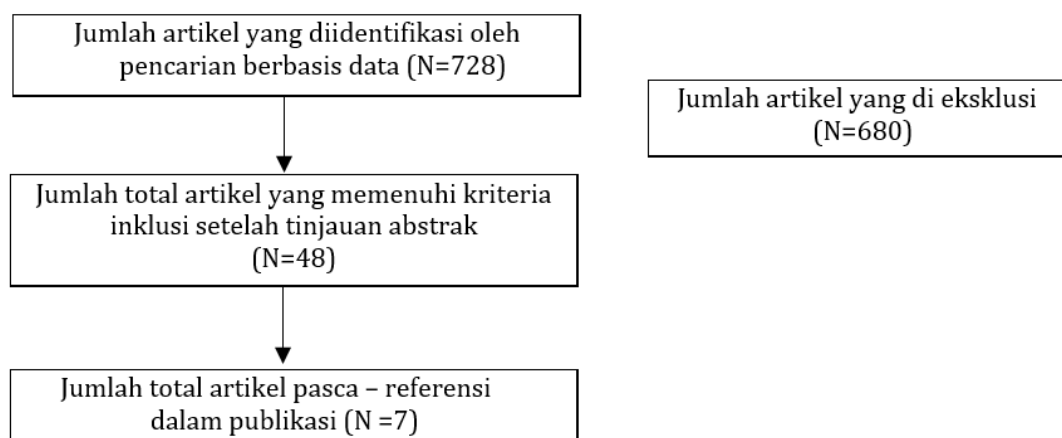 Jumlah artikel yang diidentifikasi oleh
pencarian berbasis data (N=728)
Jumlah artikel yang di eksklusi
(N=680)
Jumlah total artikel yang memenuhi kriteria
inklusi setelah tinjauan abstrak
(N=48)
Jumlah total artikel pasca – referensi
dalam publikasi (N =7)